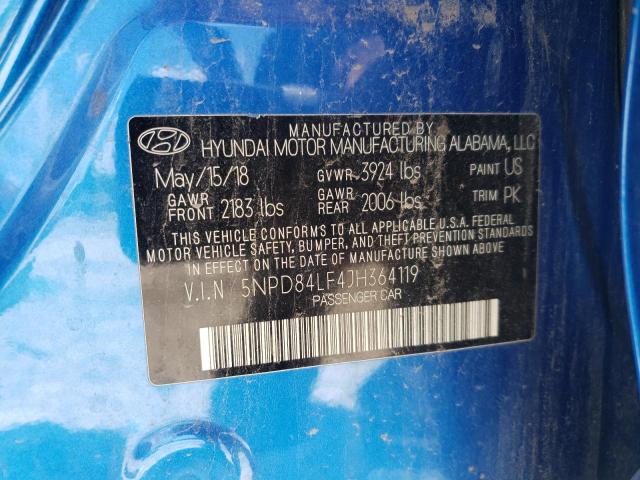 MANUFACTURED BY
HYUNDAI MOTOR MANUFACTURING ALABAMA, LLC
May/15/18 GVWR 3924 lbs PAINT US
GAWR FRONT 2183 lbs GAWR REAR 2006 lbs TRIM PK
THIS VEHICLE CONFORMS TO ALL APPLICABLE U.S.A. FEDERAL
MOTOR VEHICLE SAFETY, BUMPER, AND THEFT PREVENTION STANDARDS
IN EFFECT ON THE DATE OF MANUFACTURE SHOWN ABOVE.
V.I.N 5NPD84LF4JH364119
PASSENGER CAR